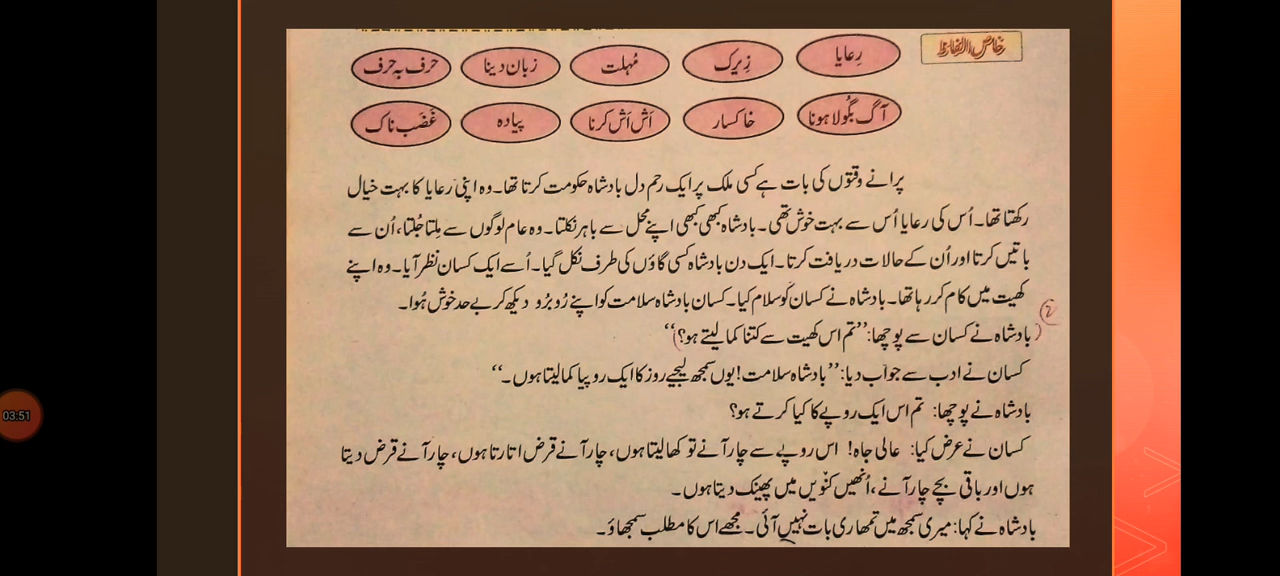 خاص الفاظ
رِعایا زِیرک مُہلت زبان دینا حرف بہ حرف
آگ بگُولا ہونا خاکسار اَش اَش کرنا پیادہ غَضَب ناک
پرانے وقتوں کی بات ہے کسی ملک پر ایک رحم دل بادشاہ حکومت کرتا تھا۔ وہ اپنی رعایا کا بہت خیال
رکھتا تھا۔ اُس کی رعایا اُس سے بہت خوش تھی۔ بادشاہ کبھی کبھی اپنے محل سے باہر نکلتا۔ وہ عام لوگوں سے مِلتا جُلتا، اُن سے
باتیں کرتا اور اُن کے حالات دریافت کرتا۔ ایک دن بادشاہ کسی گاؤں کی طرف نکل گیا۔ اُسے ایک کسان نظر آیا۔ وہ اپنے
کھیت میں کام کر رہا تھا۔ بادشاہ نے کسان کو سلام کیا۔ کسان بادشاہ سلامت کو اپنے رُوبرُو دیکھ کر بے حد خوش ہُوا۔
بادشاہ نے کسان سے پوچھا: ’’تم اس کھیت سے کتنا کما لیتے ہو؟‘‘
کسان نے ادب سے جواب دیا: ’’بادشاہ سلامت! یوں سمجھ لیجیے روز کا ایک روپیا کما لیتا ہوں۔‘‘
بادشاہ نے پوچھا: تم اس ایک روپے کا کیا کرتے ہو؟
کسان نے عرض کیا: عالی جاہ! اس روپے سے چار آنے تو کھا لیتا ہوں، چار آنے قرض اتارتا ہوں، چار آنے قرض دیتا
ہوں اور باقی بچے چار آنے، اُنھیں کنویں میں پھینک دیتا ہوں۔
بادشاہ نے کہا: میری سمجھ میں تمھاری بات نہیں آئی۔ مجھے اس کا مطلب سمجھاؤ۔
03:51